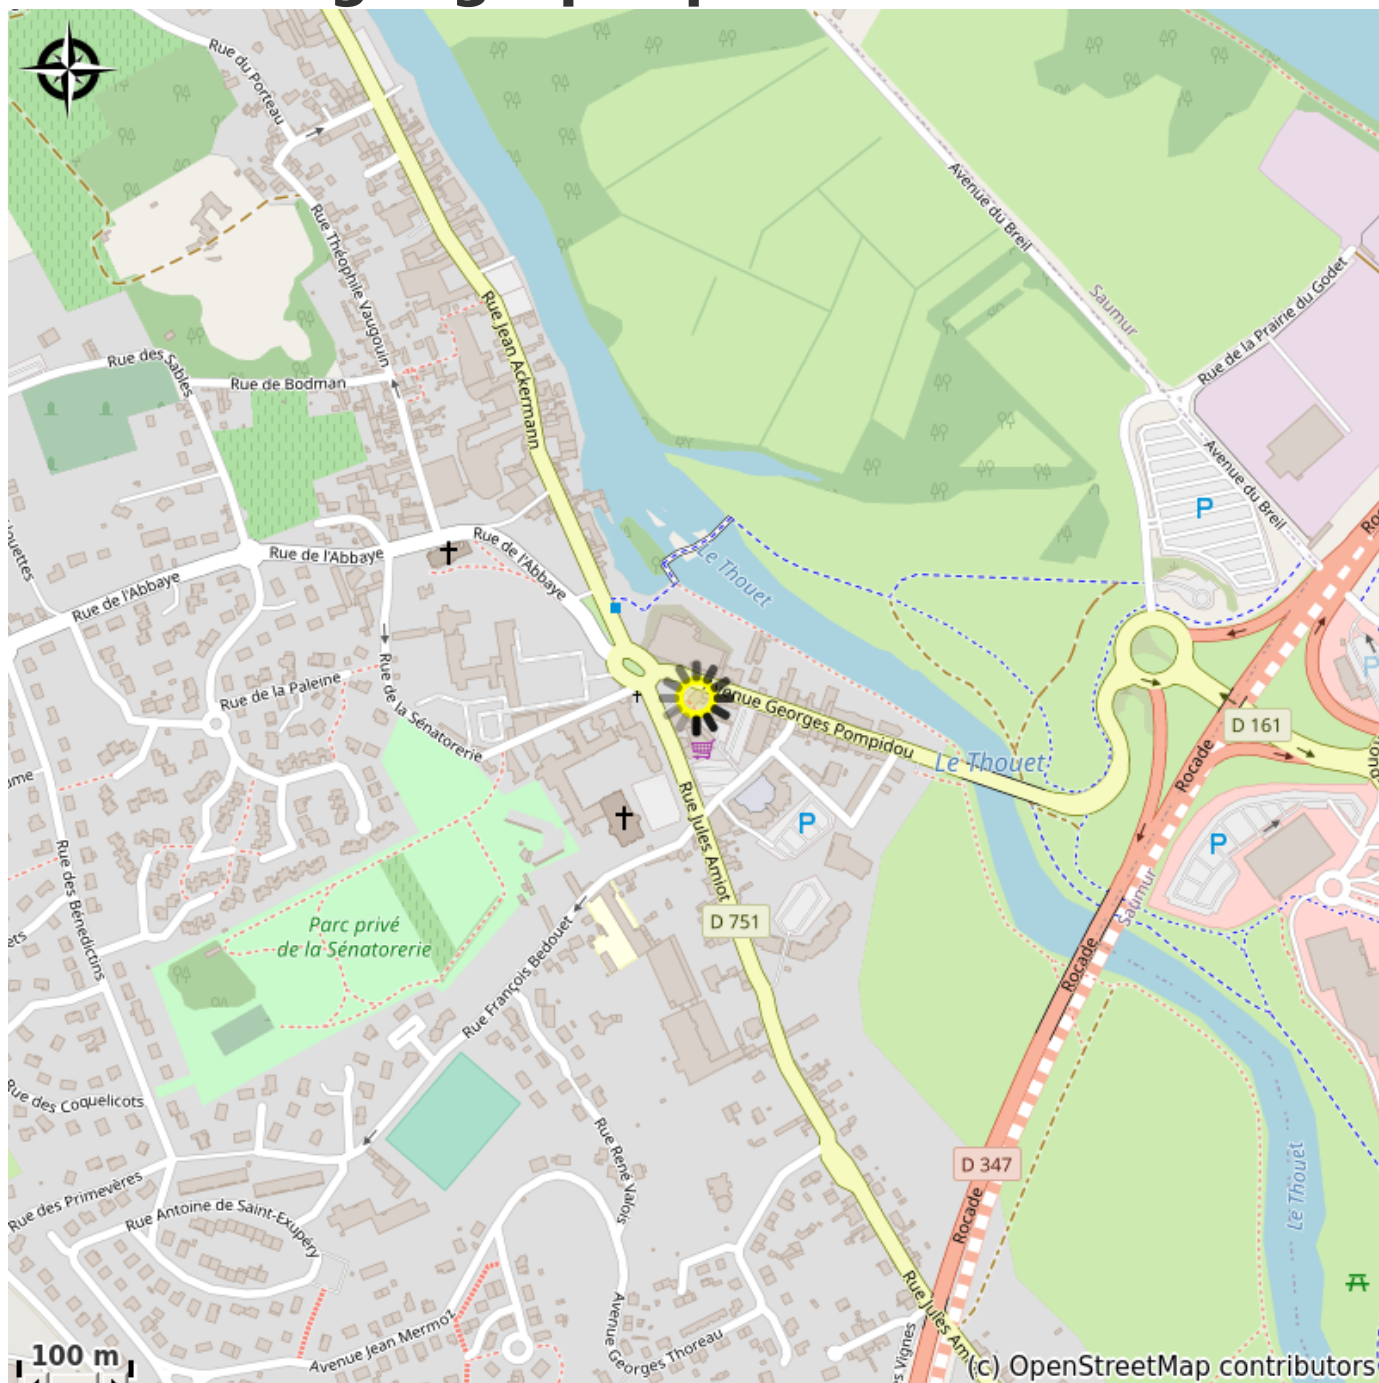 Rue du Porteau
Rue Théophile Vaugouin
Avenue du Breil
Saumur
Rue de la Prairie du Godet
Rue des Sables
Rue de Bodman
Rue Jean Ackermann
Avenue du Breil
P
Rue de l'Abbaye
Rue de l'Abbaye
Rue de l'Abbaye
Le Thouet
Rue de la Paleine
Rue de la Sénatorerie
enue Georges Pompidou
Le Thouet
D 161
Rocade
P
P
P
Rue Jules Amiot
Saumur
D 751
Rue des Bénédictins
Parc privé
de la Sénatorerie
Rue François Bedouet
Rocade
Rue des Coquelicots
Rue René Valois
D 347
Le Thouet
Rue des Primevères
Rue Antoine de Saint-Exupéry
Rocade
Rue Jules Ami
Avenue Jean Mermoz
Avenue Georges Thoreau
s Vignes
100 m
(c) OpenStreetMap contributors